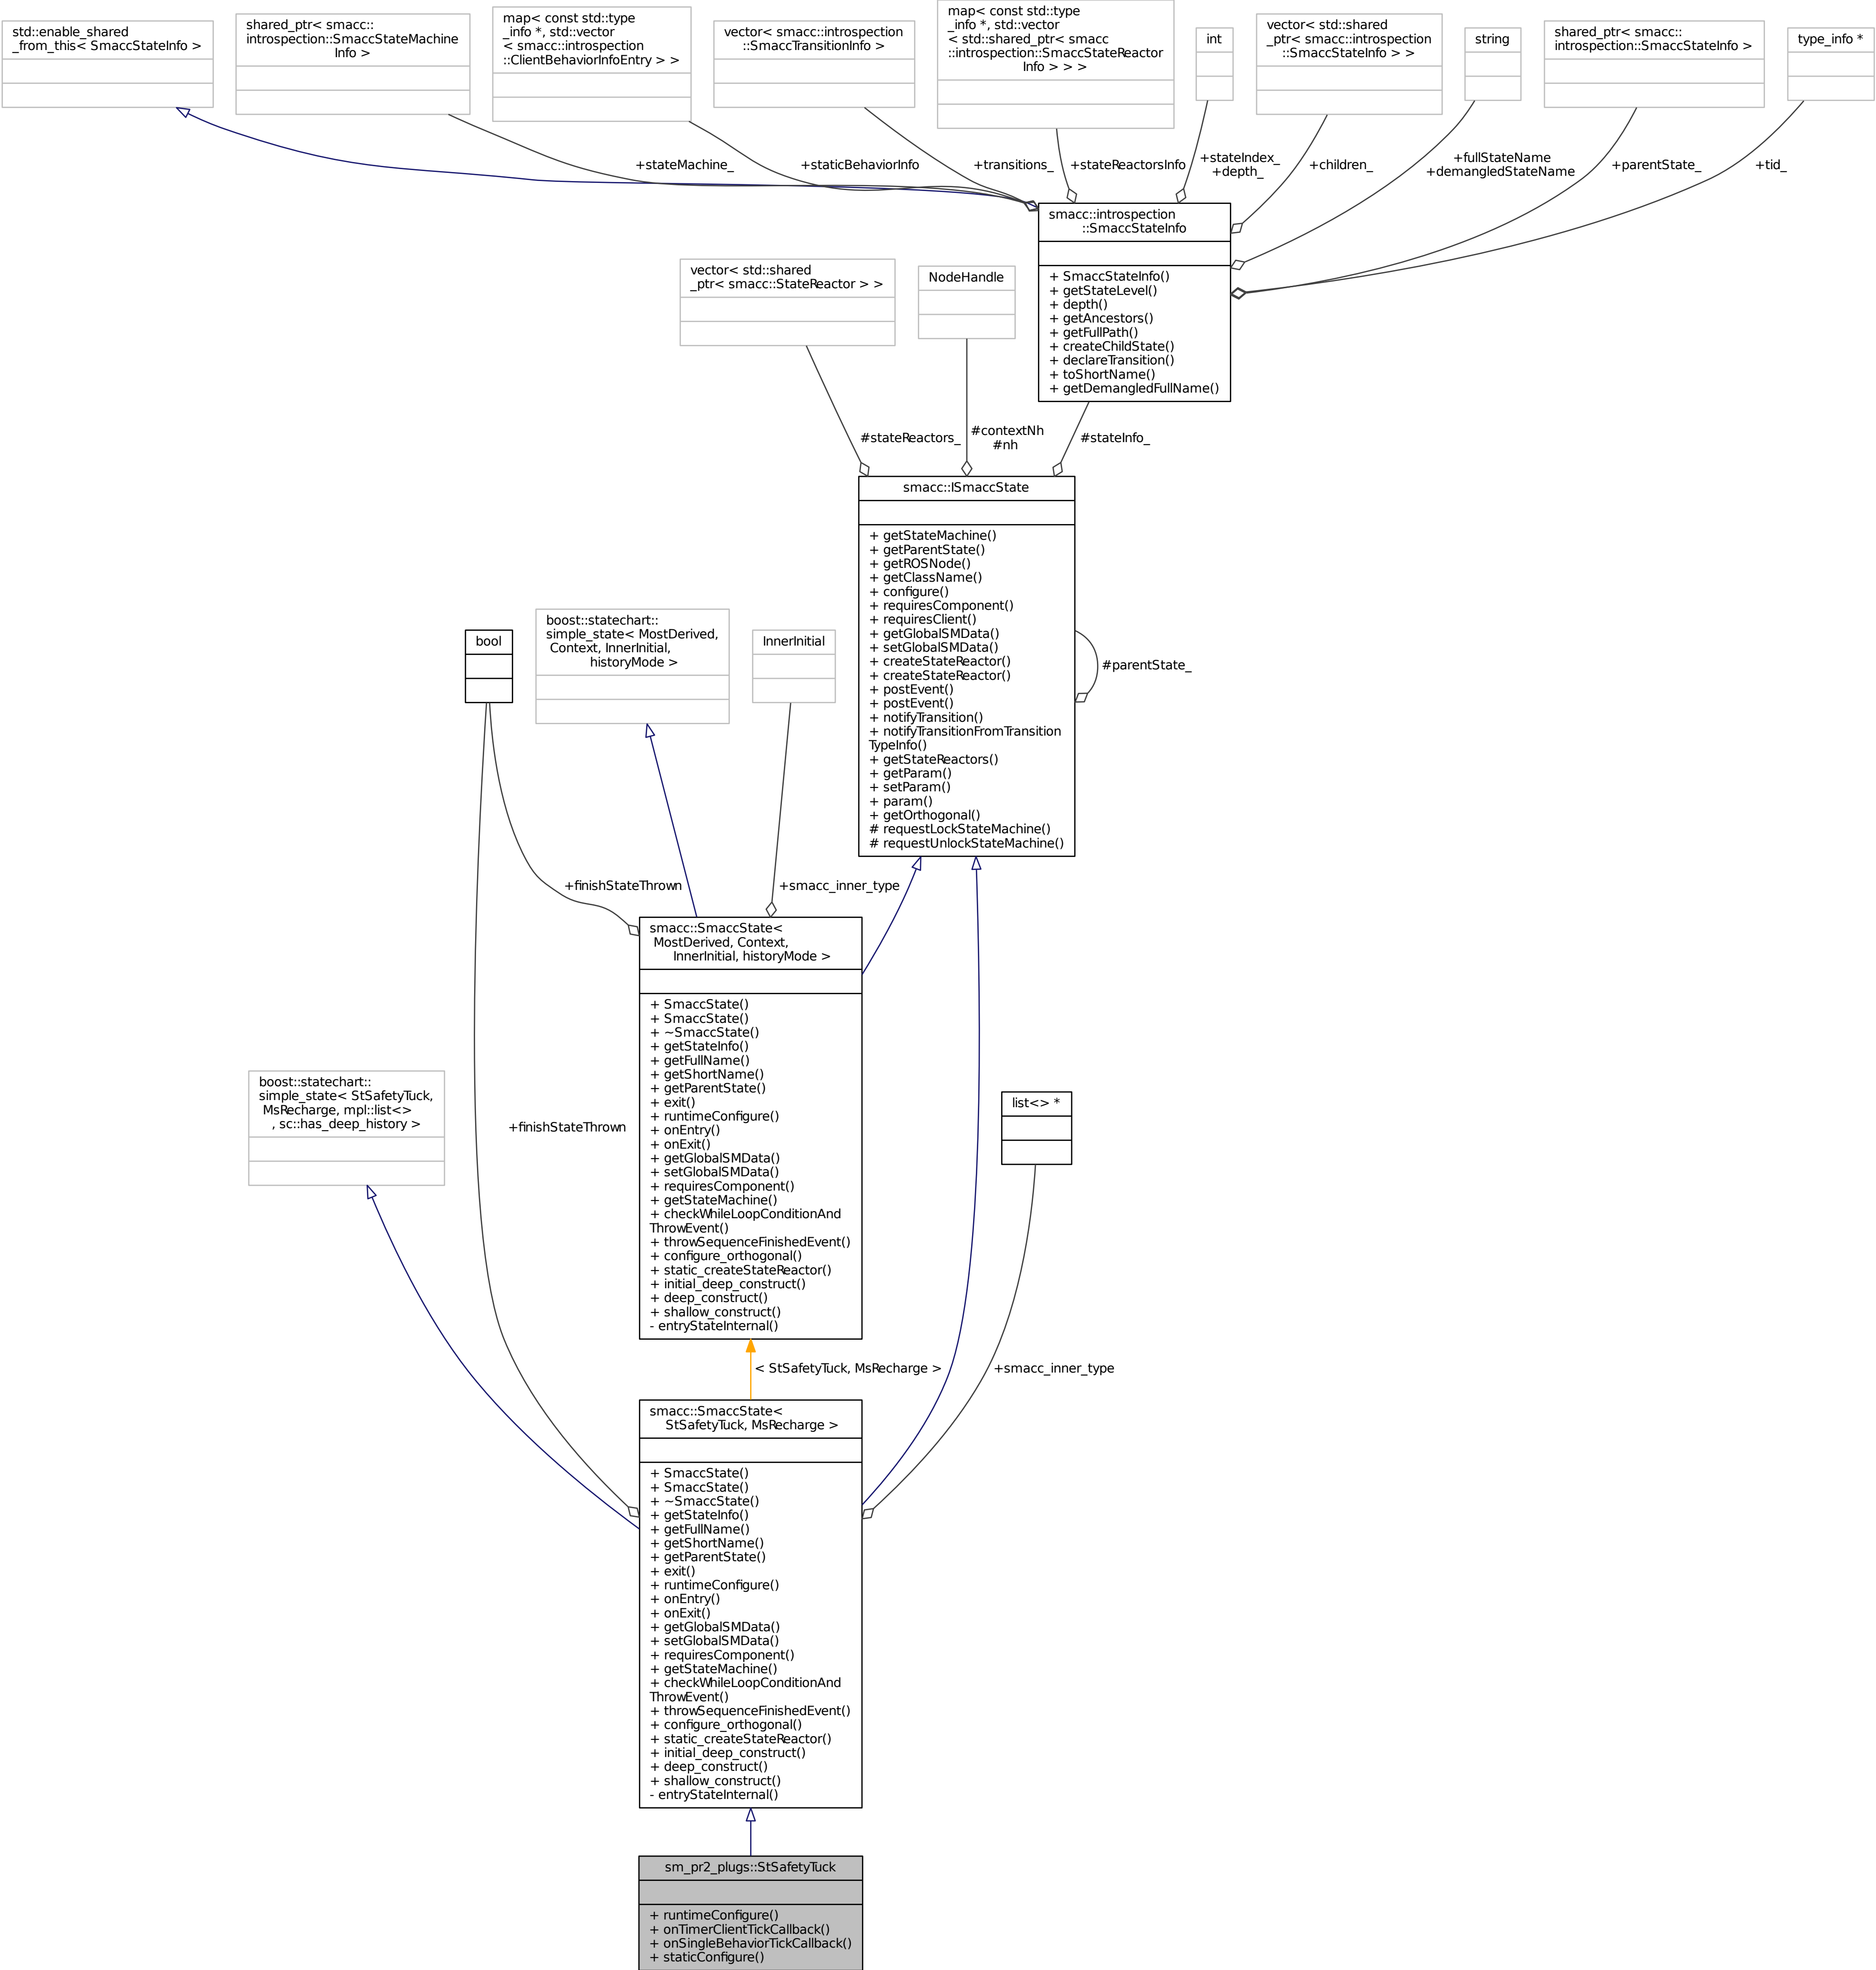 std::enable_shared
_from_this< SmaccStateInfo >
shared_ptr< smacc::
introspection::SmaccStateMachine
Info >
map< const std::type
_info *, std::vector
< smacc::introspection
::ClientBehaviorInfoEntry > >
vector< smacc::introspection
::SmaccTransitionInfo >
map< const std::type
_info *, std::vector
< std::shared_ptr< smacc
::introspection::SmaccStateReactor
Info > > >
int
vector< std::shared
_ptr< smacc::introspection
::SmaccStateInfo > >
string
shared_ptr< smacc::
introspection::SmaccStateInfo >
type_info *
+stateMachine_
+staticBehaviorInfo
+transitions_
+stateReactorsInfo
+stateIndex_
+depth_
+children_
+fullStateName
+demangledStateName
+parentState_
+tid_
smacc::introspection
::SmaccStateInfo
+ SmaccStateInfo()
+ getStateLevel()
+ depth()
+ getAncestors()
+ getFullPath()
+ createChildState()
+ declareTransition()
+ toShortName()
+ getDemangledFullName()
vector< std::shared
_ptr< smacc::StateReactor > >
NodeHandle
#stateReactors_
#contextNh
#nh
#stateInfo_
smacc::ISmaccState
+ getStateMachine()
+ getParentState()
+ getROSNode()
+ getClassName()
+ configure()
+ requiresComponent()
+ requiresClient()
+ getGlobalSMData()
+ setGlobalSMData()
+ createStateReactor()
+ createStateReactor()
+ postEvent()
+ postEvent()
+ notifyTransition()
+ notifyTransitionFromTransition
TypeInfo()
+ getStateReactors()
+ getParam()
+ setParam()
+ param()
+ getOrthogonal()
# requestLockStateMachine()
# requestUnlockStateMachine()
#parentState_
bool
boost::statechart::
simple_state< MostDerived,
Context, InnerInitial,
historyMode >
InnerInitial
+finishStateThrown
+smacc_inner_type
smacc::SmaccState<
MostDerived, Context,
InnerInitial, historyMode >
+ SmaccState()
+ SmaccState()
+ ~SmaccState()
+ getStateInfo()
+ getFullName()
+ getShortName()
+ getParentState()
+ exit()
+ runtimeConfigure()
+ onEntry()
+ onExit()
+ getGlobalSMData()
+ setGlobalSMData()
+ requiresComponent()
+ getStateMachine()
+ checkWhileLoopConditionAnd
ThrowEvent()
+ throwSequenceFinishedEvent()
+ configure_orthogonal()
+ static_createStateReactor()
+ initial_deep_construct()
+ deep_construct()
+ shallow_construct()
- entryStateInternal()
boost::statechart::
simple_state< StSafetyTuck,
MsRecharge, mpl::list<>
, sc::has_deep_history >
+finishStateThrown
list<> *
< StSafetyTuck, MsRecharge >
+smacc_inner_type
smacc::SmaccState<
StSafetyTuck, MsRecharge >
+ SmaccState()
+ SmaccState()
+ ~SmaccState()
+ getStateInfo()
+ getFullName()
+ getShortName()
+ getParentState()
+ exit()
+ runtimeConfigure()
+ onEntry()
+ onExit()
+ getGlobalSMData()
+ setGlobalSMData()
+ requiresComponent()
+ getStateMachine()
+ checkWhileLoopConditionAnd
ThrowEvent()
+ throwSequenceFinishedEvent()
+ configure_orthogonal()
+ static_createStateReactor()
+ initial_deep_construct()
+ deep_construct()
+ shallow_construct()
- entryStateInternal()
sm_pr2_plugs::StSafetyTuck
+ runtimeConfigure()
+ onTimerClientTickCallback()
+ onSingleBehaviorTickCallback()
+ staticConfigure()